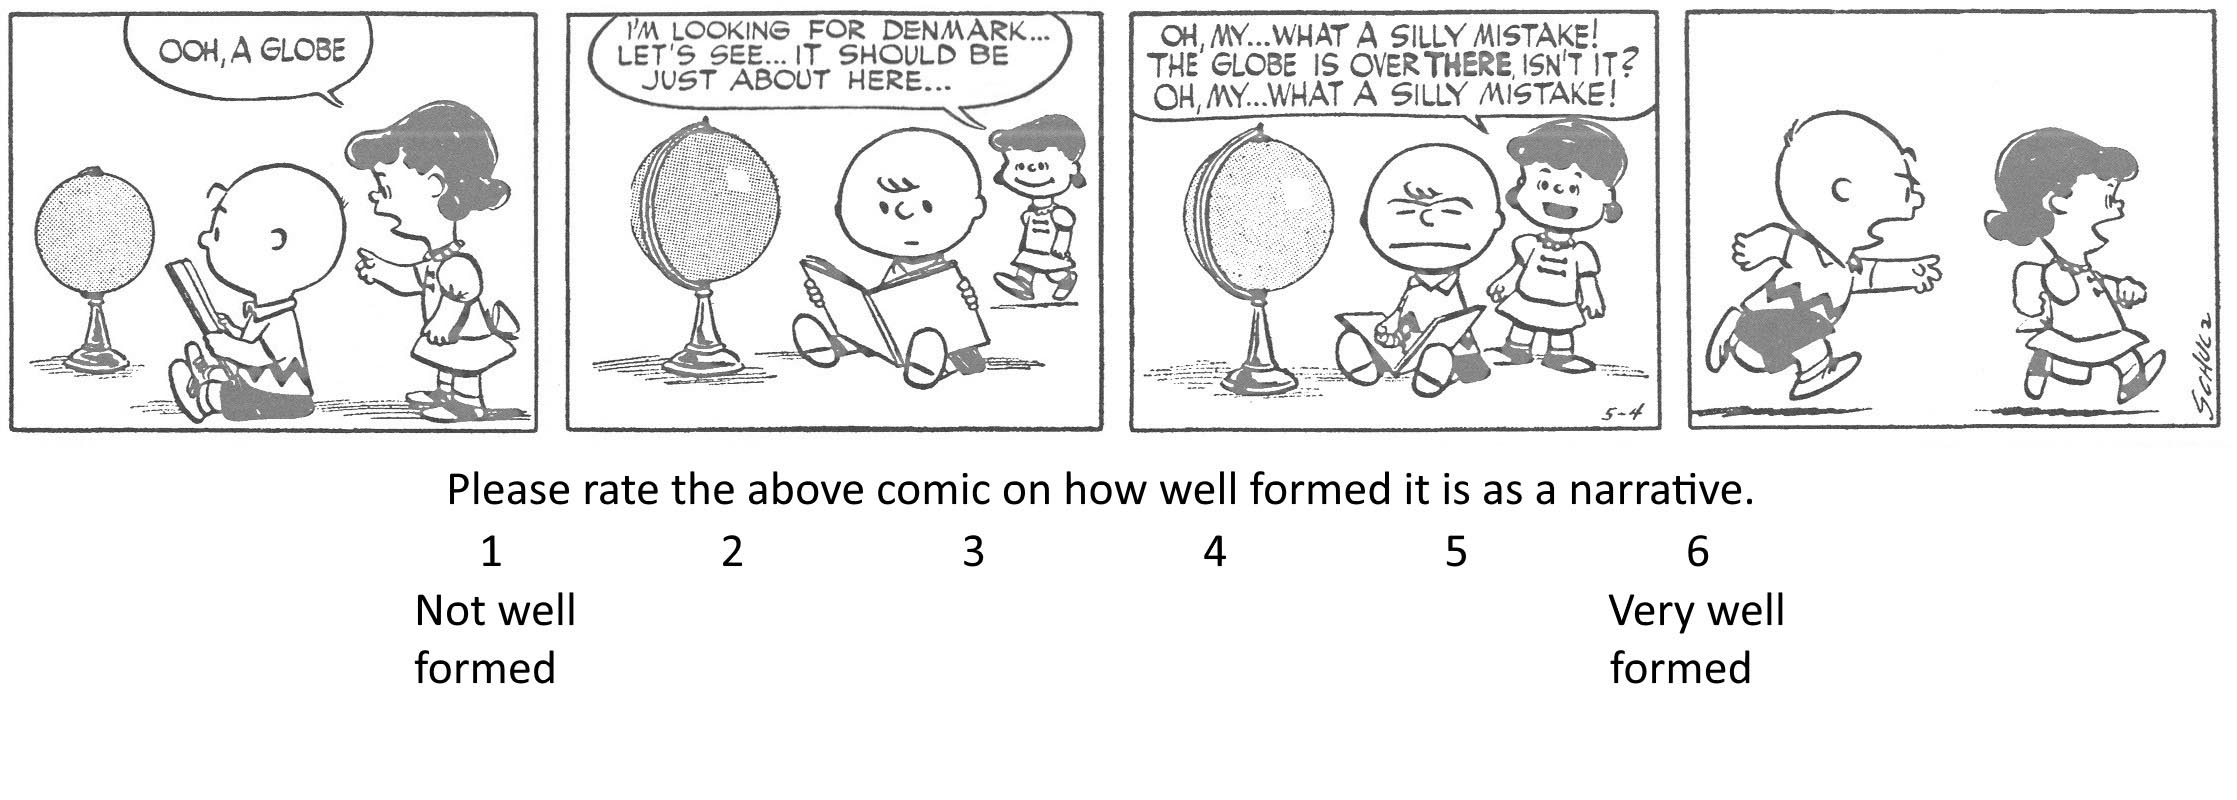 OOH, A GLOBE
I'M LOOKING FOR DENMARK...
LET'S SEE... IT SHOULD BE
JUST ABOUT HERE...
OH, MY...WHAT A SILLY MISTAKE!
THE GLOBE IS OVER THERE, ISN'T IT?
OH, MY...WHAT A SILLY MISTAKE!
5-4
SCHULZ
Please rate the above comic on how well formed it is as a narrative.
1 2 3 4 5 6
Not well
formed
Very well
formed